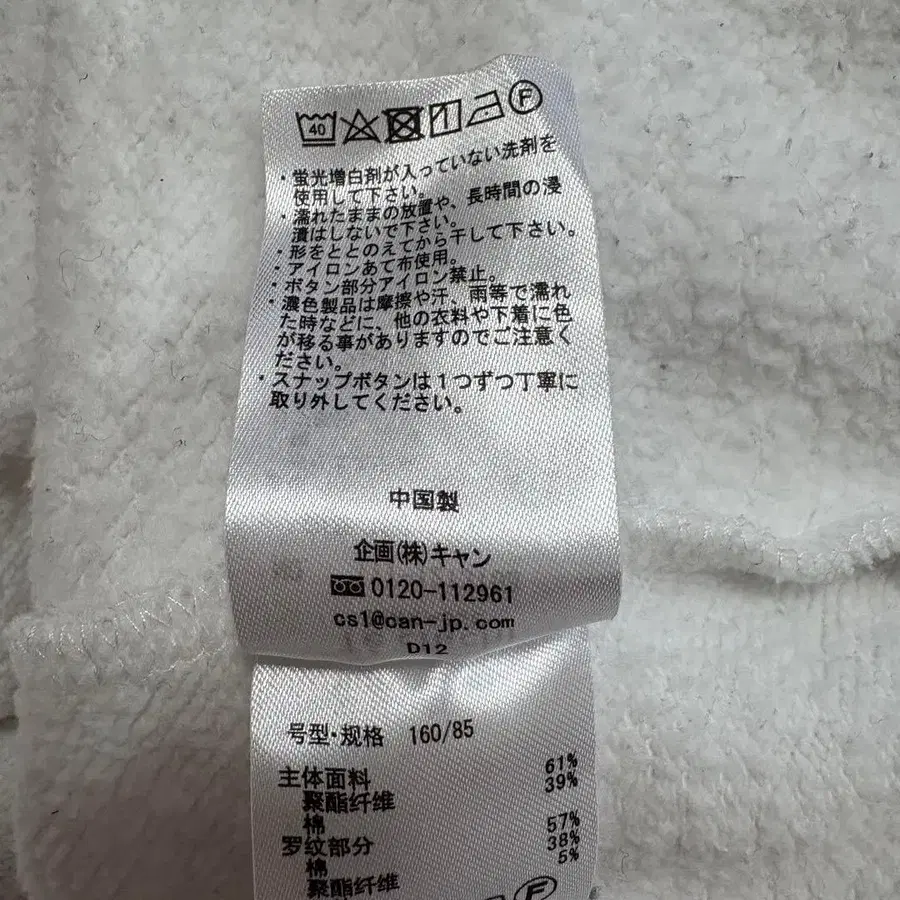 40 F
・蛍光増白剤が入っていない洗剤を
使用して下さい。
・濡れたままの放置や、長時間の浸
漬はしないで下さい。
・形をととのえてから干して下さい。
・アイロンあて布使用。
・ボタン部分アイロン禁止。
・濃色製品は摩擦や汗、雨等で濡れ
た時などに、他の衣料や下着に色
が移る事がありますのでご注意く
ださい。
・スナップボタンは1つずつ丁寧に
取り外してください。
中国製
企画(株)キャン
0120-112961
cs1@can-jp.com
D12
号型·规格 160/85
主体面料 61%
聚酯纤维 39%
棉
罗纹部分 57%
棉 38%
聚酯纤维 5%
F